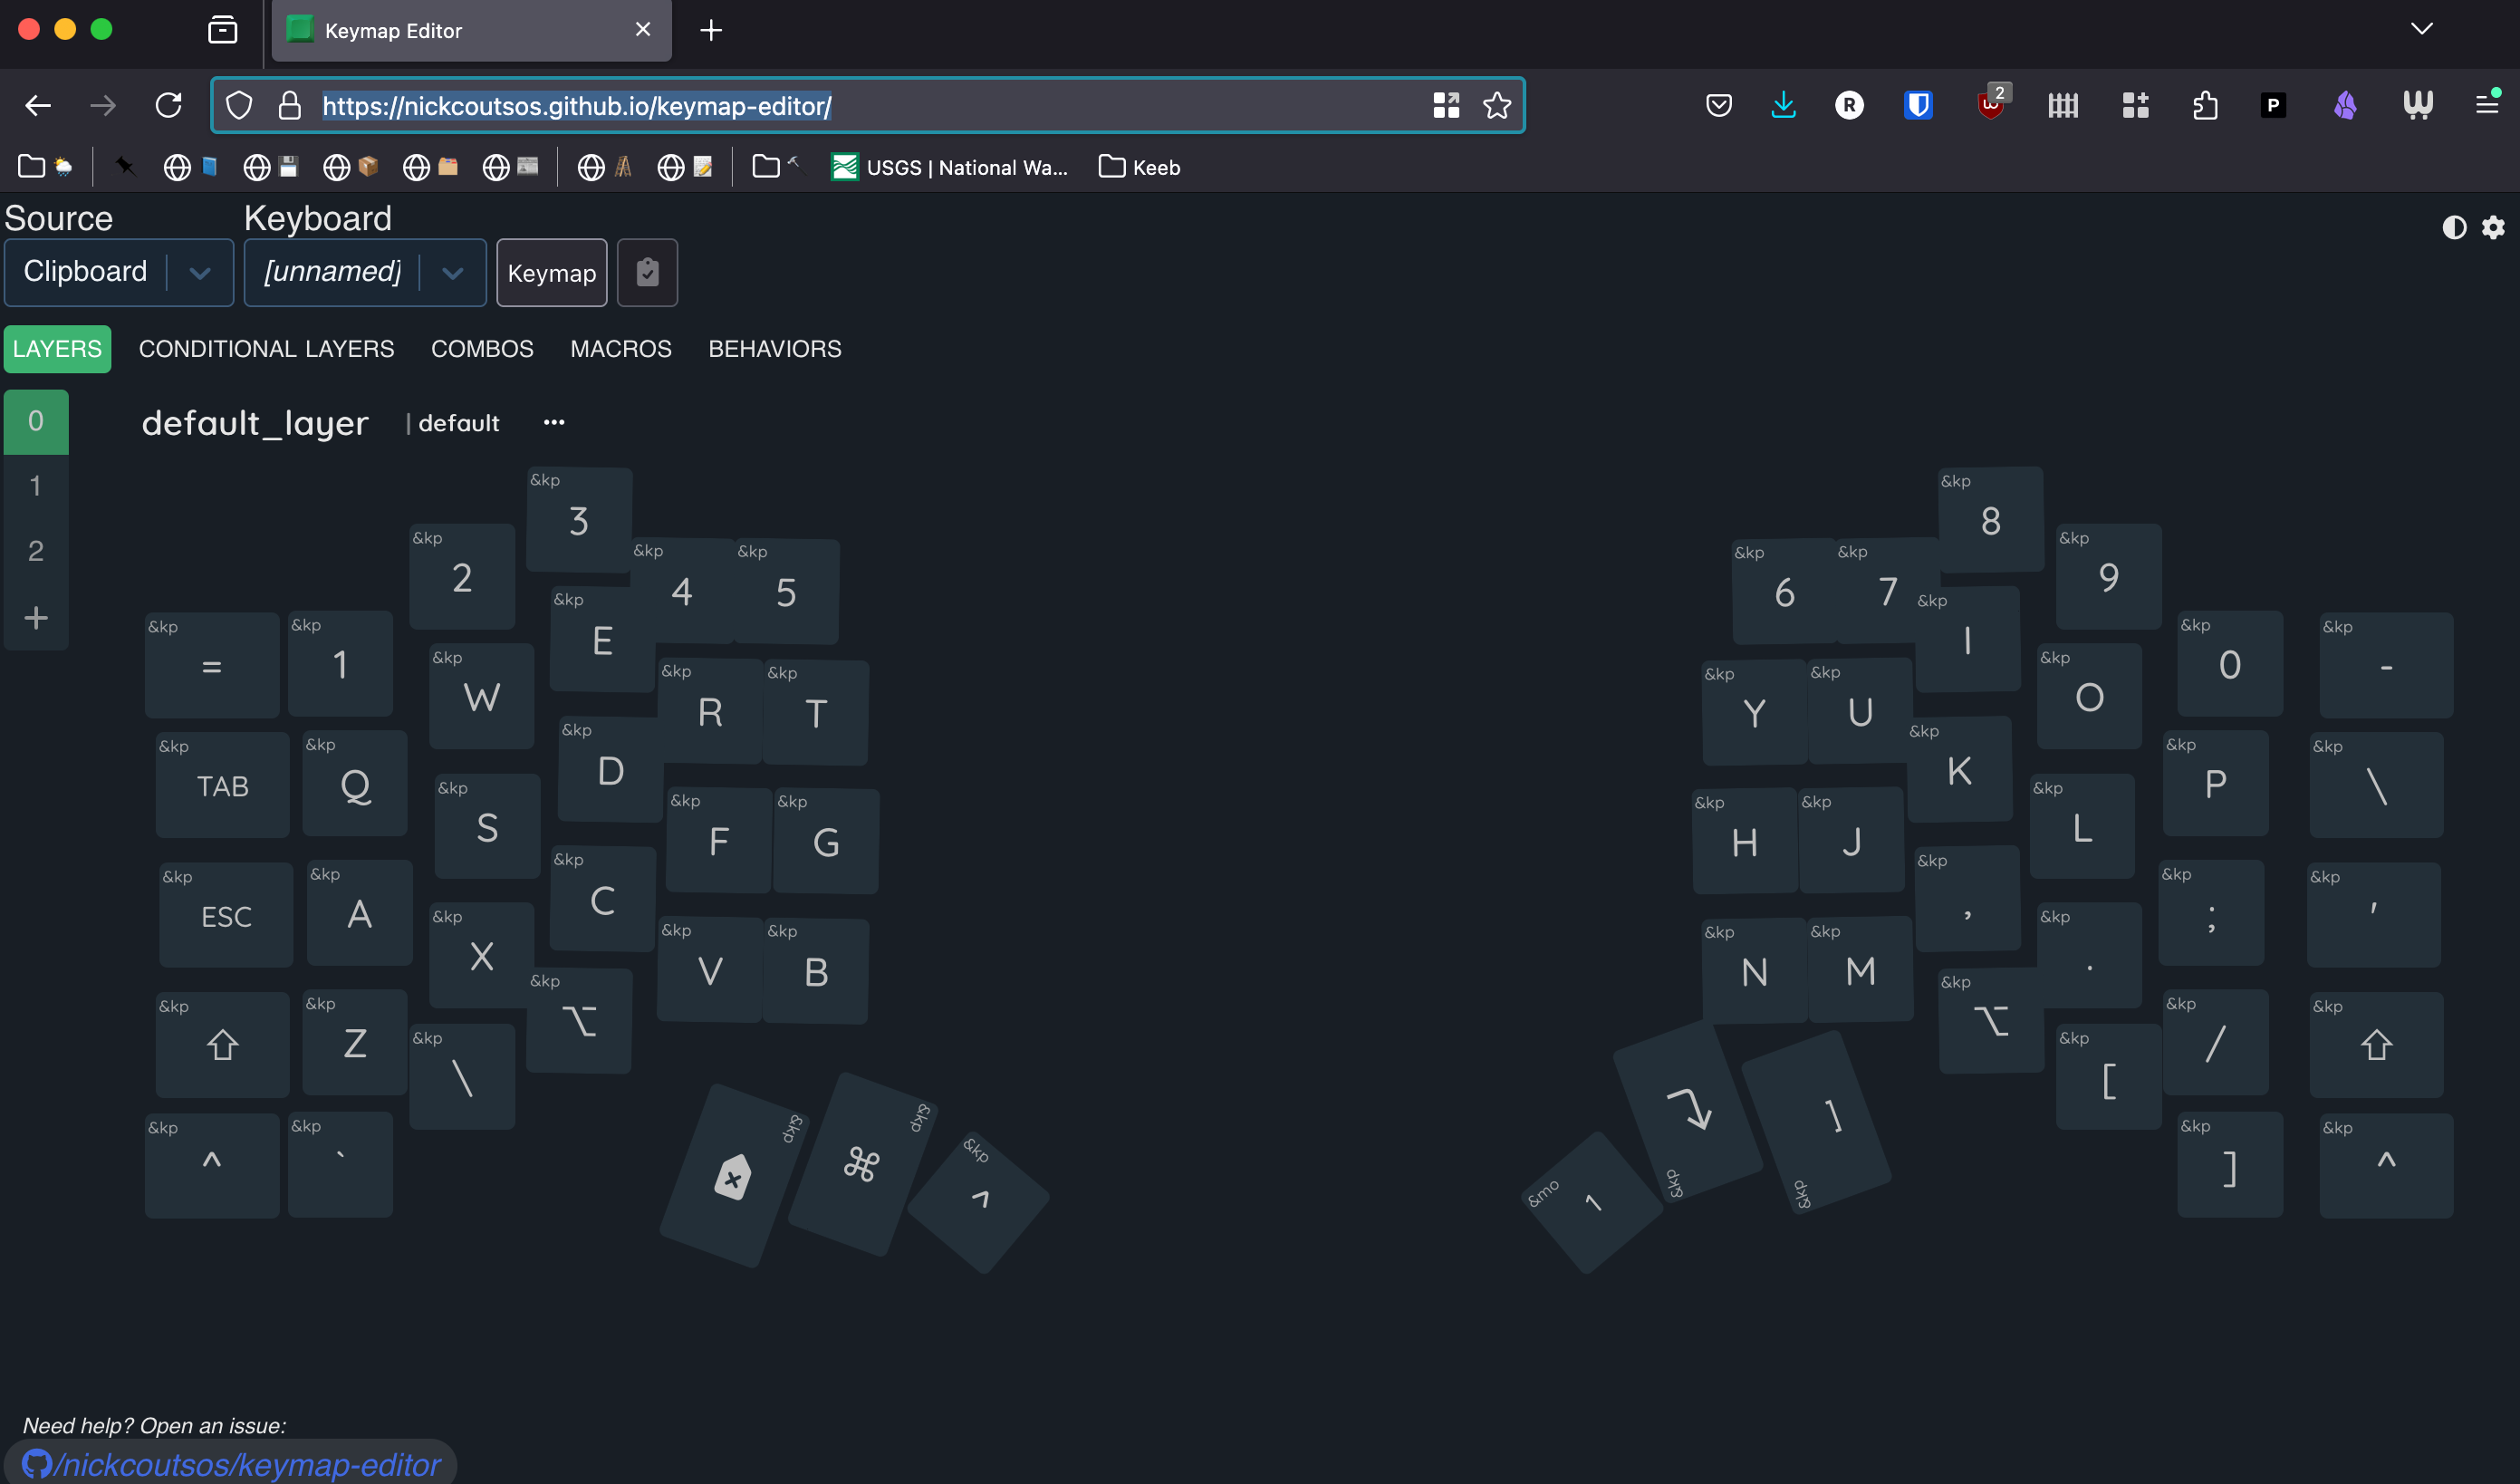 Keymap Editor
https://nickcoutsos.github.io/keymap-editor/
R
2
P
USGS | National Wa...
Keeb
Source
Keyboard
Clipboard
[unnamed]
Keymap
LAYERS
CONDITIONAL LAYERS
COMBOS
MACROS
BEHAVIORS
0
1
2
+
default_layer | default ...
&kp =
&kp 1
&kp 2
&kp 3
&kp 4
&kp 5
&kp 6
&kp 7
&kp 8
&kp 9
&kp 0
&kp -
&kp TAB
&kp Q
&kp W
&kp E
&kp R
&kp T
&kp Y
&kp U
&kp I
&kp O
&kp P
&kp \
&kp ESC
&kp A
&kp S
&kp D
&kp F
&kp G
&kp H
&kp J
&kp K
&kp L
&kp ;
&kp '
&kp ⇧
&kp Z
&kp X
&kp C
&kp V
&kp B
&kp N
&kp M
&kp ,
&kp .
&kp /
&kp ⇧
&kp ^
&kp `
&kp \
&kp ⌥
&kp ⌥
&kp [
&kp ]
&kp ^
&kp
&kp ⌘
&kp ^
&mo 1
&kp
&kp ]
Need help? Open an issue:
/nickcoutsos/keymap-editor